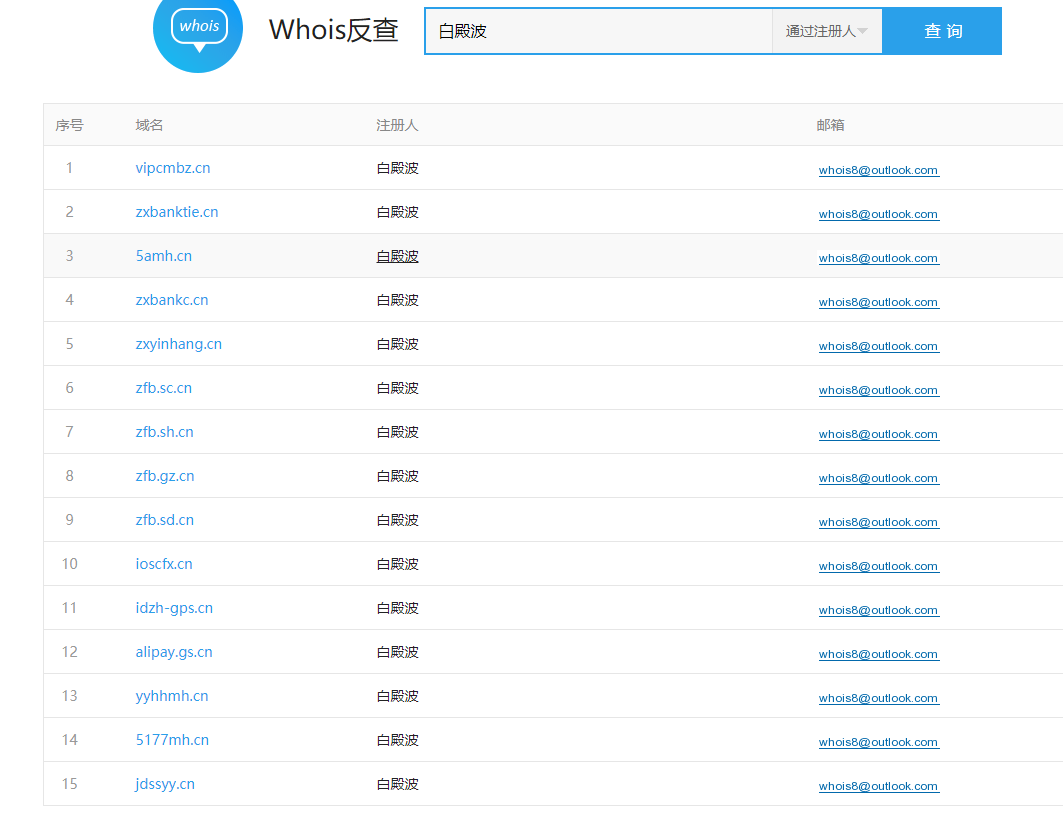 whois Whois反查 白殿波 通过注册人 查 询
序号 域名 注册人 邮箱
1 vipcmbz.cn 白殿波 whois8@outlook.com
2 zxbanktie.cn 白殿波 whois8@outlook.com
3 5amh.cn 白殿波 whois8@outlook.com
4 zxbankc.cn 白殿波 whois8@outlook.com
5 zxyinhang.cn 白殿波 whois8@outlook.com
6 zfb.sc.cn 白殿波 whois8@outlook.com
7 zfb.sh.cn 白殿波 whois8@outlook.com
8 zfb.gz.cn 白殿波 whois8@outlook.com
9 zfb.sd.cn 白殿波 whois8@outlook.com
10 ioscfx.cn 白殿波 whois8@outlook.com
11 idzh-gps.cn 白殿波 whois8@outlook.com
12 alipay.gs.cn 白殿波 whois8@outlook.com
13 yyhhmh.cn 白殿波 whois8@outlook.com
14 5177mh.cn 白殿波 whois8@outlook.com
15 jdssyy.cn 白殿波 whois8@outlook.com